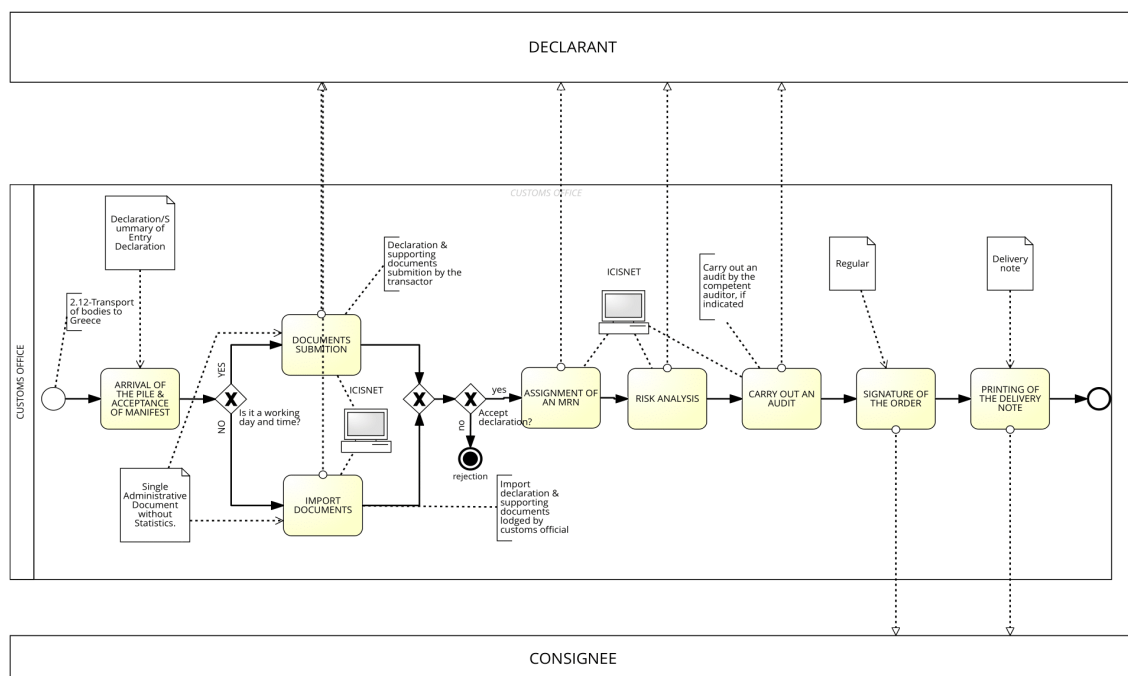 DECLARANT
CUSTOMS OFFICE
CUSTOMS OFFICE
Declaration/S
ummary of
Entry
Declaration
2.12-Transport
of bodies to
Greece
ARRIVAL OF
THE PILE &
ACCEPTANCE
OF MANIFEST
YES
NO
Is it a working
day and time?
Single
Administrative
Document
without
Statistics.
DOCUMENTS
SUBMITION
Declaration &
supporting
documents
submition by the
transactor
ICISNET
IMPORT
DOCUMENTS
Import
declaration &
supporting
documents
lodged by
customs official
yes
Accept
declaration?
no
rejection
ASSIGNMENT OF
AN MRN
ICISNET
RISK ANALYSIS
Carry out an
audit by the
competent
auditor, if
indicated
CARRY OUT AN
AUDIT
Regular
SIGNATURE OF
THE ORDER
Delivery
note
PRINTING OF
THE DELIVERY
NOTE
CONSIGNEE